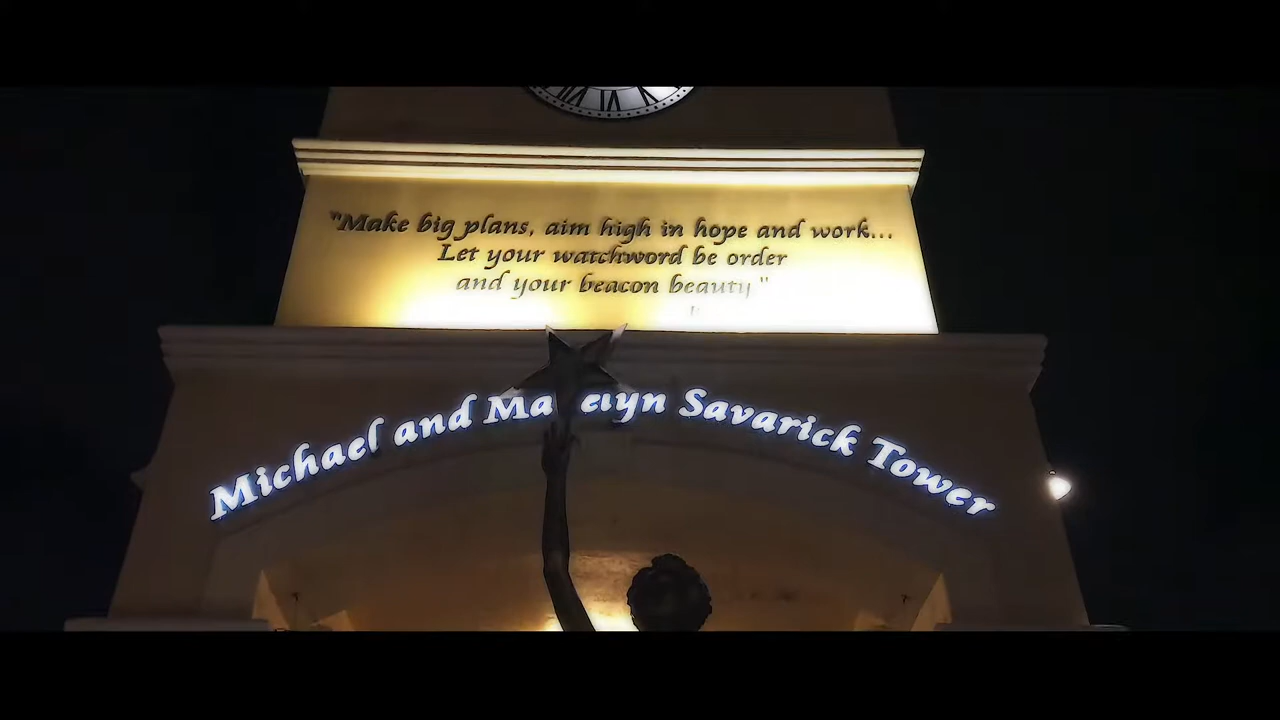 "Make big plans, aim high in hope and work...
Let your watchword be order
and your beacon beauty"
Michael and Savarick Tower